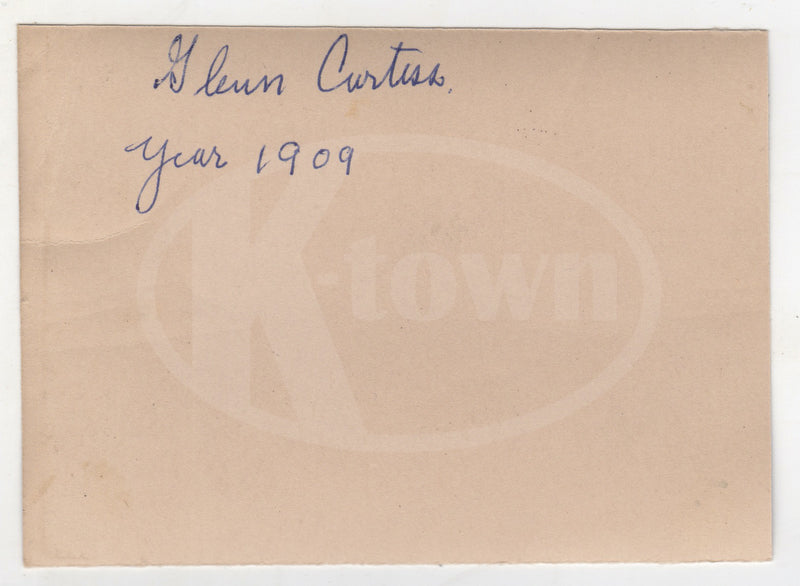 Glenn Curtiss.
Year 1909
K-town